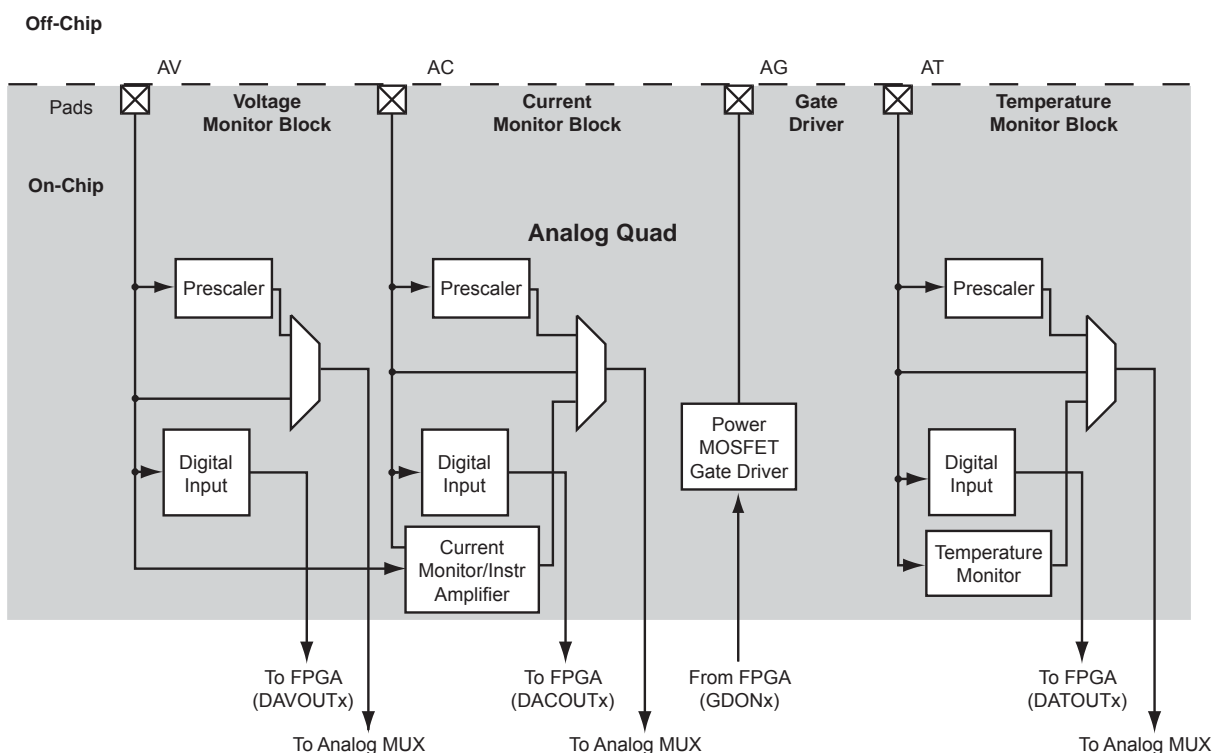 Off-Chip
AV
AC
AG
AT
Pads
Voltage
Monitor Block
Current
Monitor Block
Gate
Driver
Temperature
Monitor Block
On-Chip
Analog Quad
Prescaler
Prescaler
Prescaler
Power
MOSFET
Gate Driver
Digital
Input
Digital
Input
Digital
Input
Current
Monitor/Instr
Amplifier
Temperature
Monitor
To FPGA
(DAVOUTx)
To FPGA
(DACOUTx)
From FPGA
(GDONx)
To FPGA
(DATOUTx)
To Analog MUX
To Analog MUX
To Analog MUX